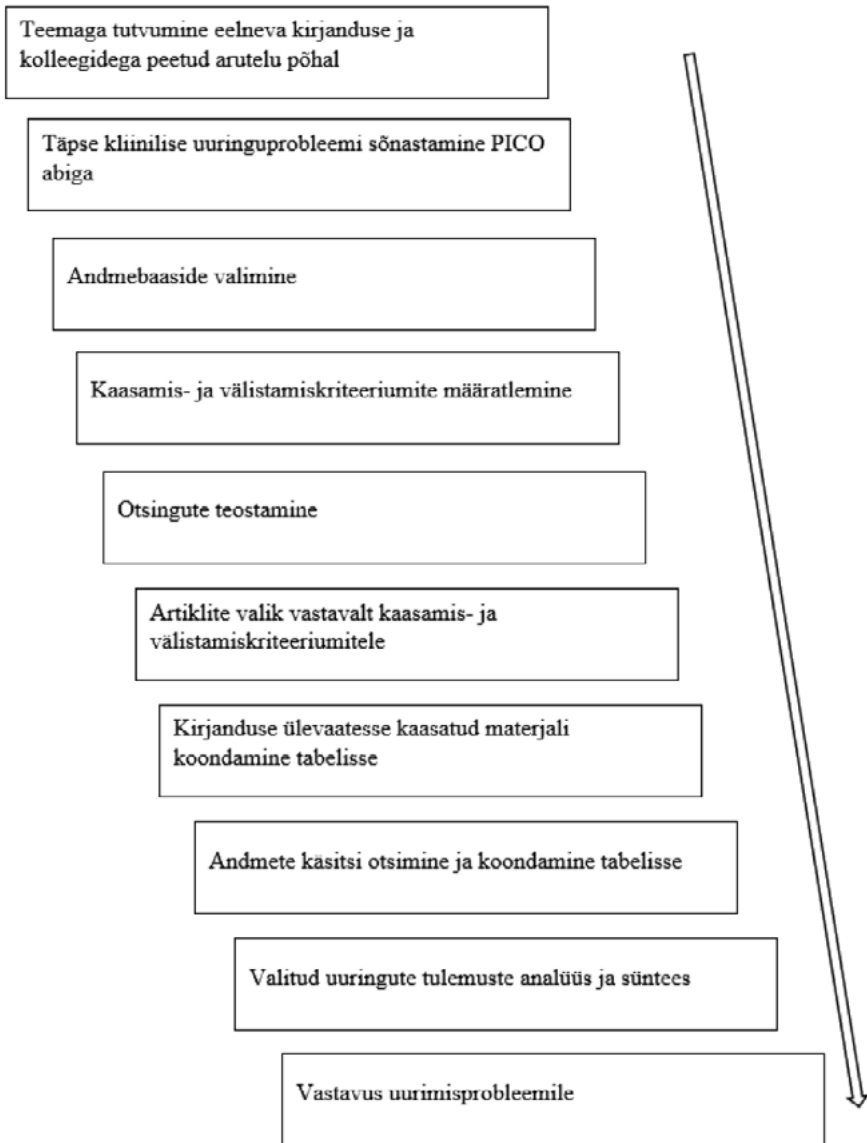 Teemaga tutvumine eelneva kirjanduse ja
kolleegidega peetud arutelu põhal
Täpse kliinilise uuringuprobleemi sõnastamine PICO
abiga
Andmebaaside valimine
Kaasamis- ja välistamiskriteeriumite määratlemine
Otsingute teostamine
Artiklite valik vastavalt kaasamis- ja
välistamiskriteeriumitele
Kirjanduse ülevaatesse kaasatud materjali
koondamine tabelisse
Andmete käsitsi otsimine ja koondamine tabelisse
Valitud uuringute tulemuste analüüs ja süntees
Vastavus uurimisprobleemile